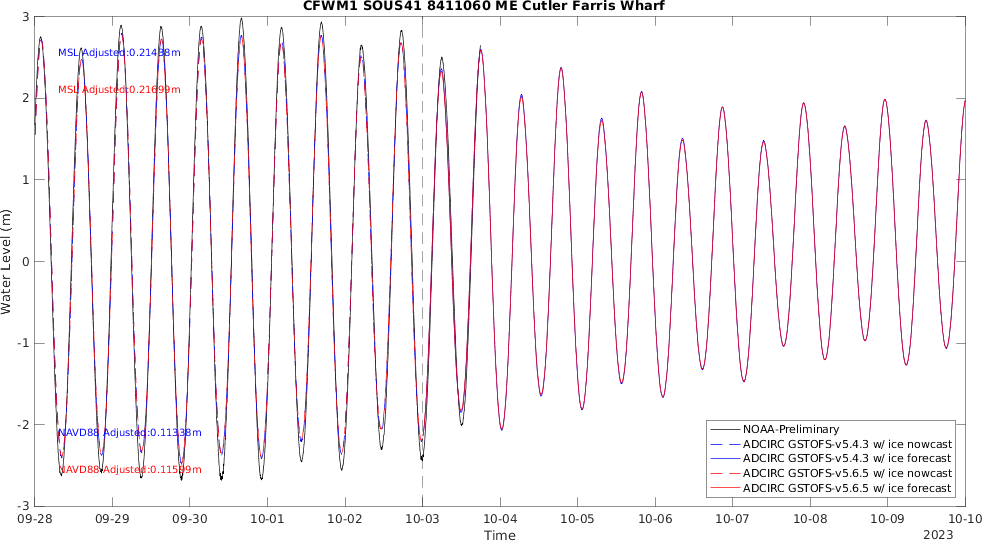 CFWM1 SOUS41 8411060 ME Cutler Farris Wharf
3
2
1
0
-1
-2
-3
Water Level (m)
MSL Adjusted:0.21438m
MSL Adjusted:0.21699m
NAVD88 Adjusted:0.11338m
NAVD88 Adjusted:0.11599m
NOAA-Preliminary
ADCIRC GSTOFS-v5.4.3 w/ ice nowcast
ADCIRC GSTOFS-v5.4.3 w/ ice forecast
ADCIRC GSTOFS-v5.6.5 w/ ice nowcast
ADCIRC GSTOFS-v5.6.5 w/ ice forecast
09-28 09-29 09-30 10-01 10-02 10-03 10-04 10-05 10-06 10-07 10-08 10-09 10-10
Time
2023